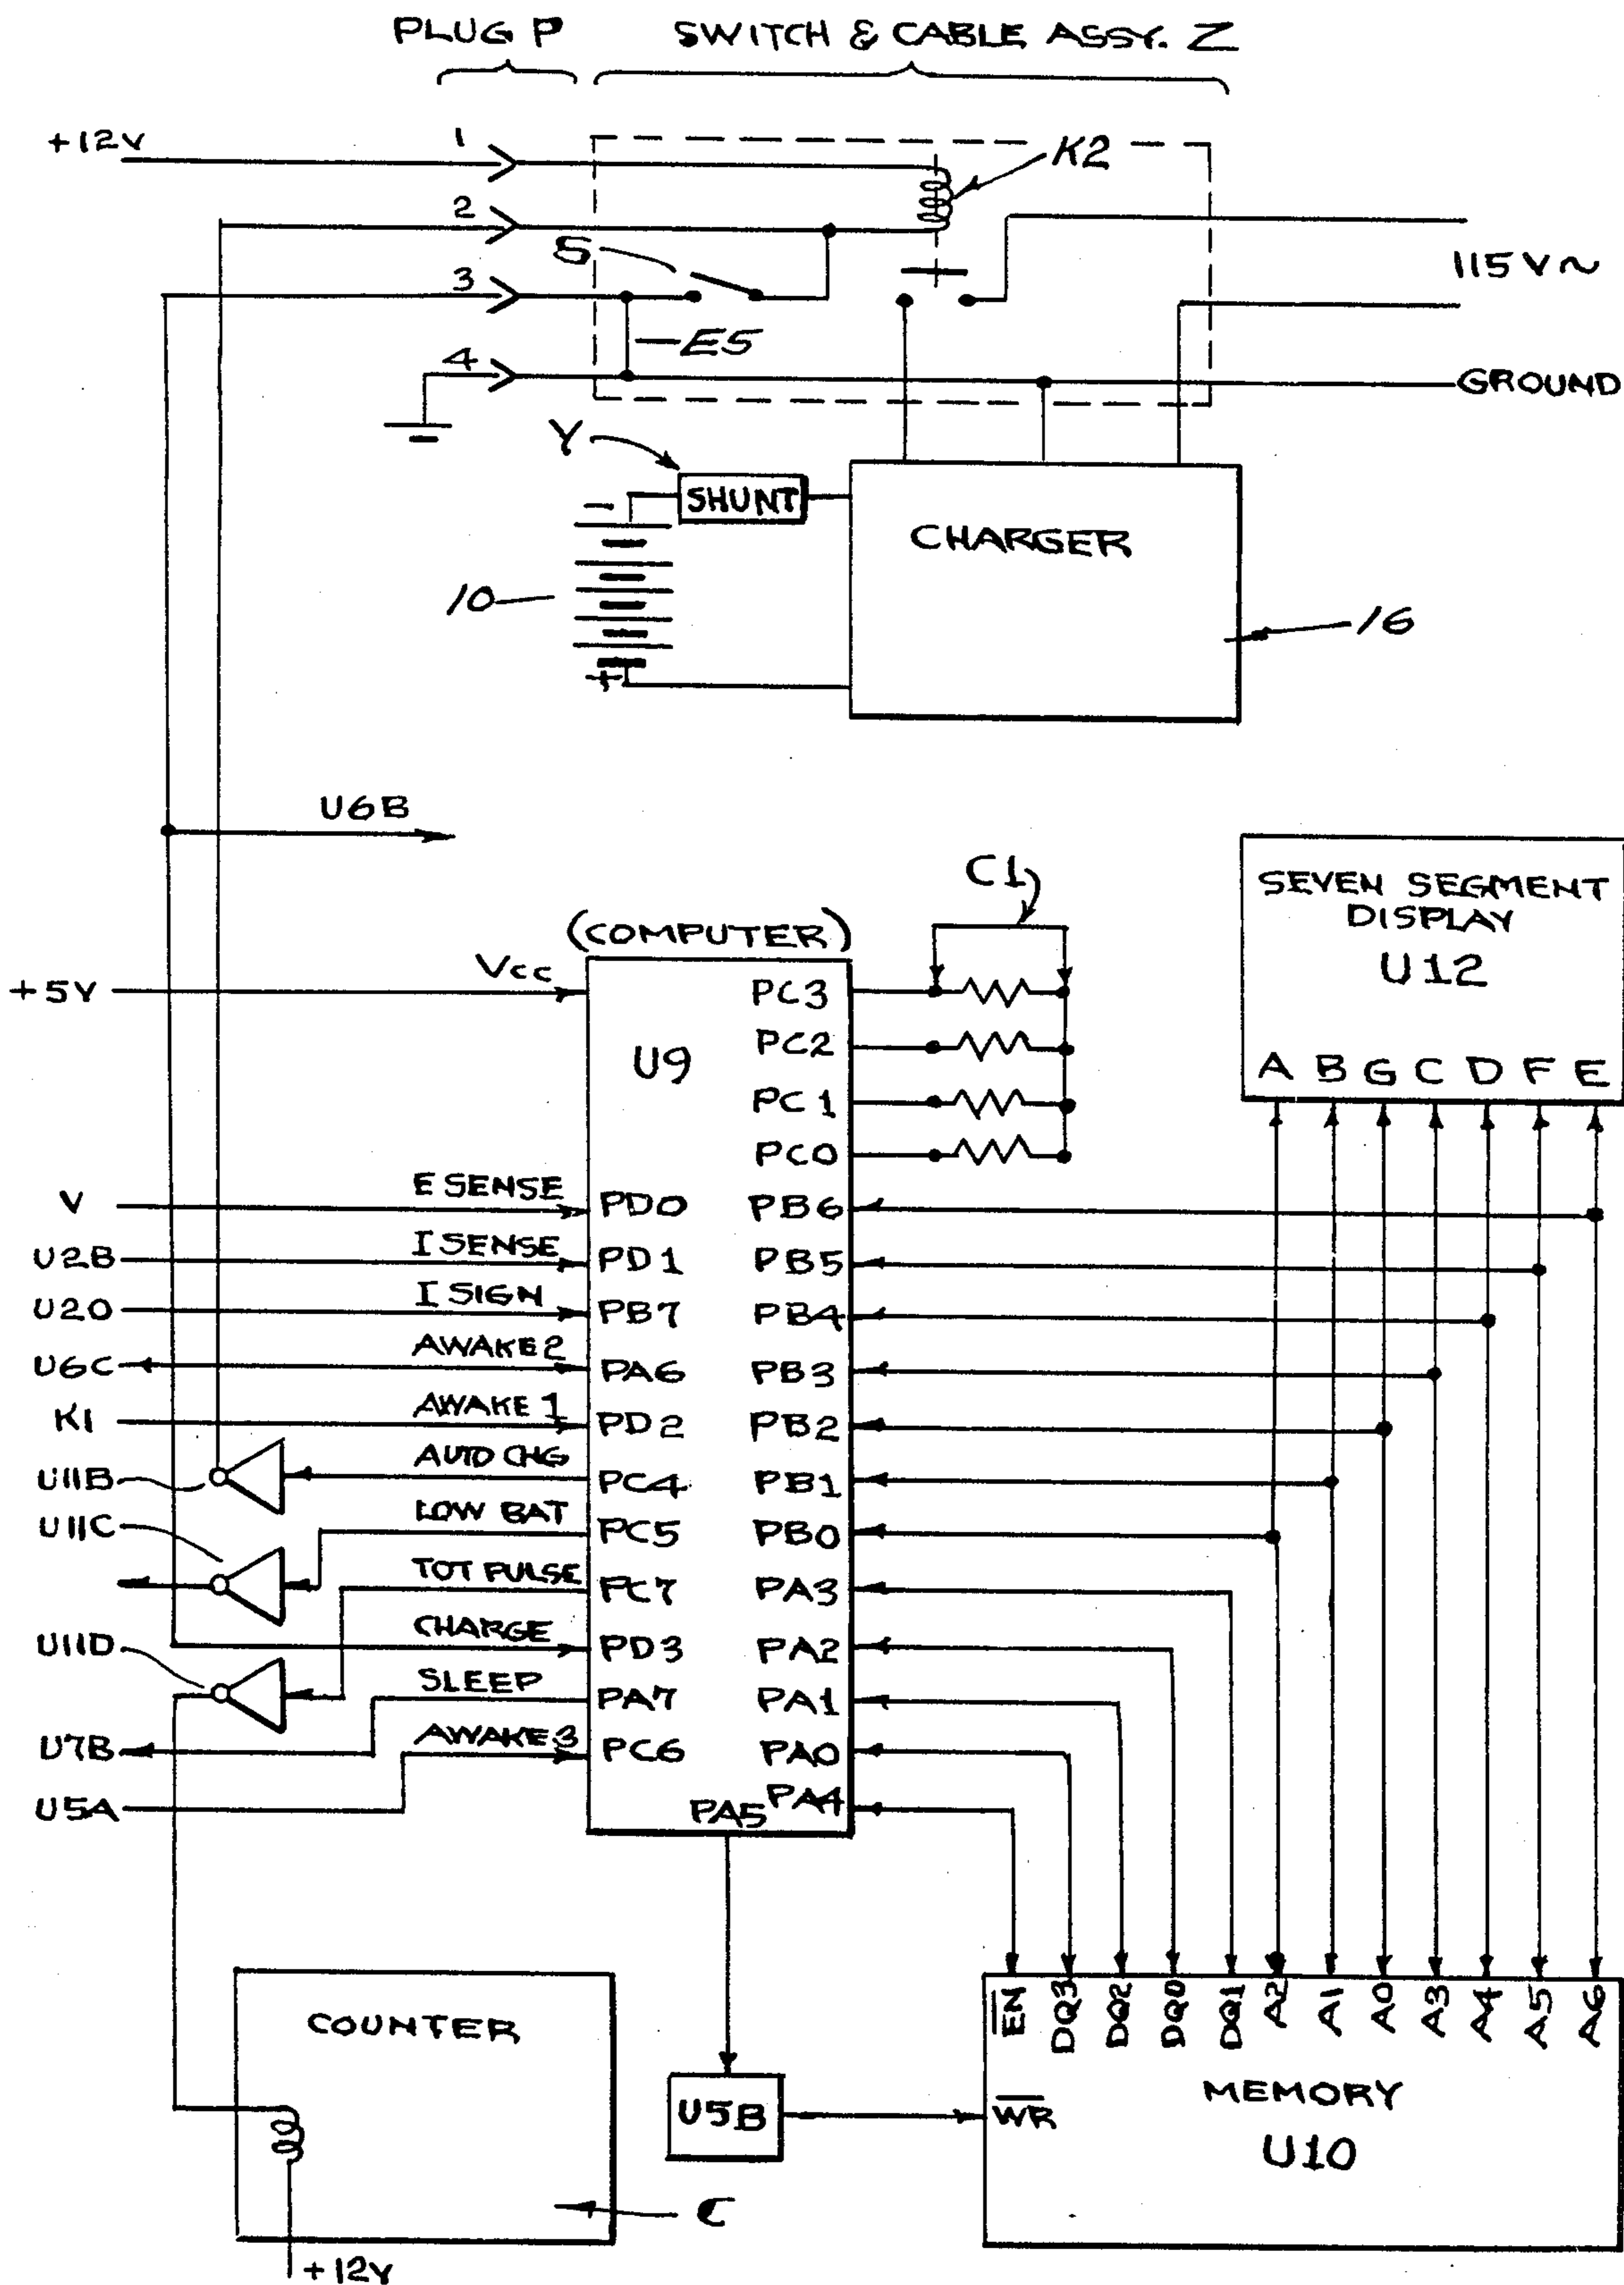 PLUG P SWITCH & CABLE ASSY. Z
+12V 1
K2
2
S
115V~
3
E5
4
GROUND
Y
SHUNT
-
CHARGER
10
16
+
U6B
C1
SEVEN SEGMENT
DISPLAY
U12
(COMPUTER)
+5V Vcc PC3
U9 PC2
A B G C D F E
PC1
PC0
V E SENSE PD0 PB6
U2B I SENSE PD1 PB5
U20 I SIGN PB7 PB4
U6C AWAKE 2 PA6 PB3
K1 AWAKE 1 PD2 PB2
U11B AUTO CHG PC4 PB1
U11C LOW BAT PC5 PB0
TOT PULSE PC7 PA3
U11D CHARGE PD3 PA2
SLEEP PA7 PA1
U7B AWAKE 3 PC6 PA0
U5A PA5 PA4
EN DQ3 DQ2 DQ0 DQ1 A2 A1 A0 A3 A4 A5 A6
COUNTER
U5B WR MEMORY
U10
C
+12V